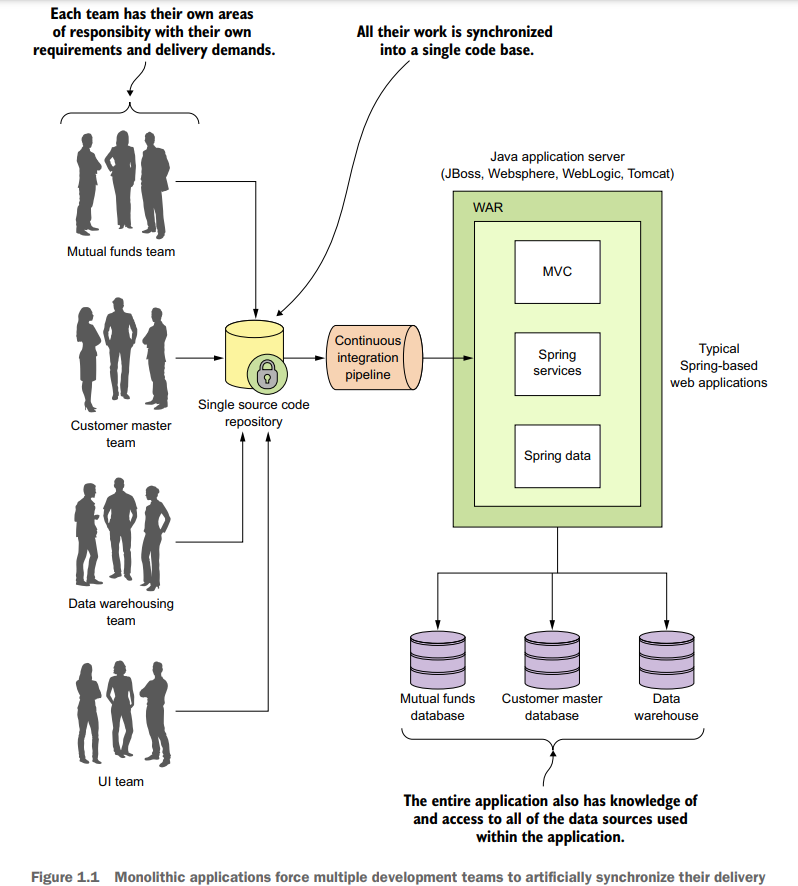 Each team has their own areas
of responsibity with their own
requirements and delivery demands.
All their work is synchronized
into a single code base.
Java application server
(JBoss, Websphere, WebLogic, Tomcat)
WAR
MVC
Spring
services
Spring data
Typical
Spring-based
web applications
Mutual funds team
Customer master
team
Data warehousing
team
UI team
Single source code
repository
Continuous
integration
pipeline
Mutual funds
database
Customer master
database
Data
warehouse
The entire application also has knowledge of
and access to all of the data sources used
within the application.
Figure 1.1 Monolithic applications force multiple development teams to artificially synchronize their delivery